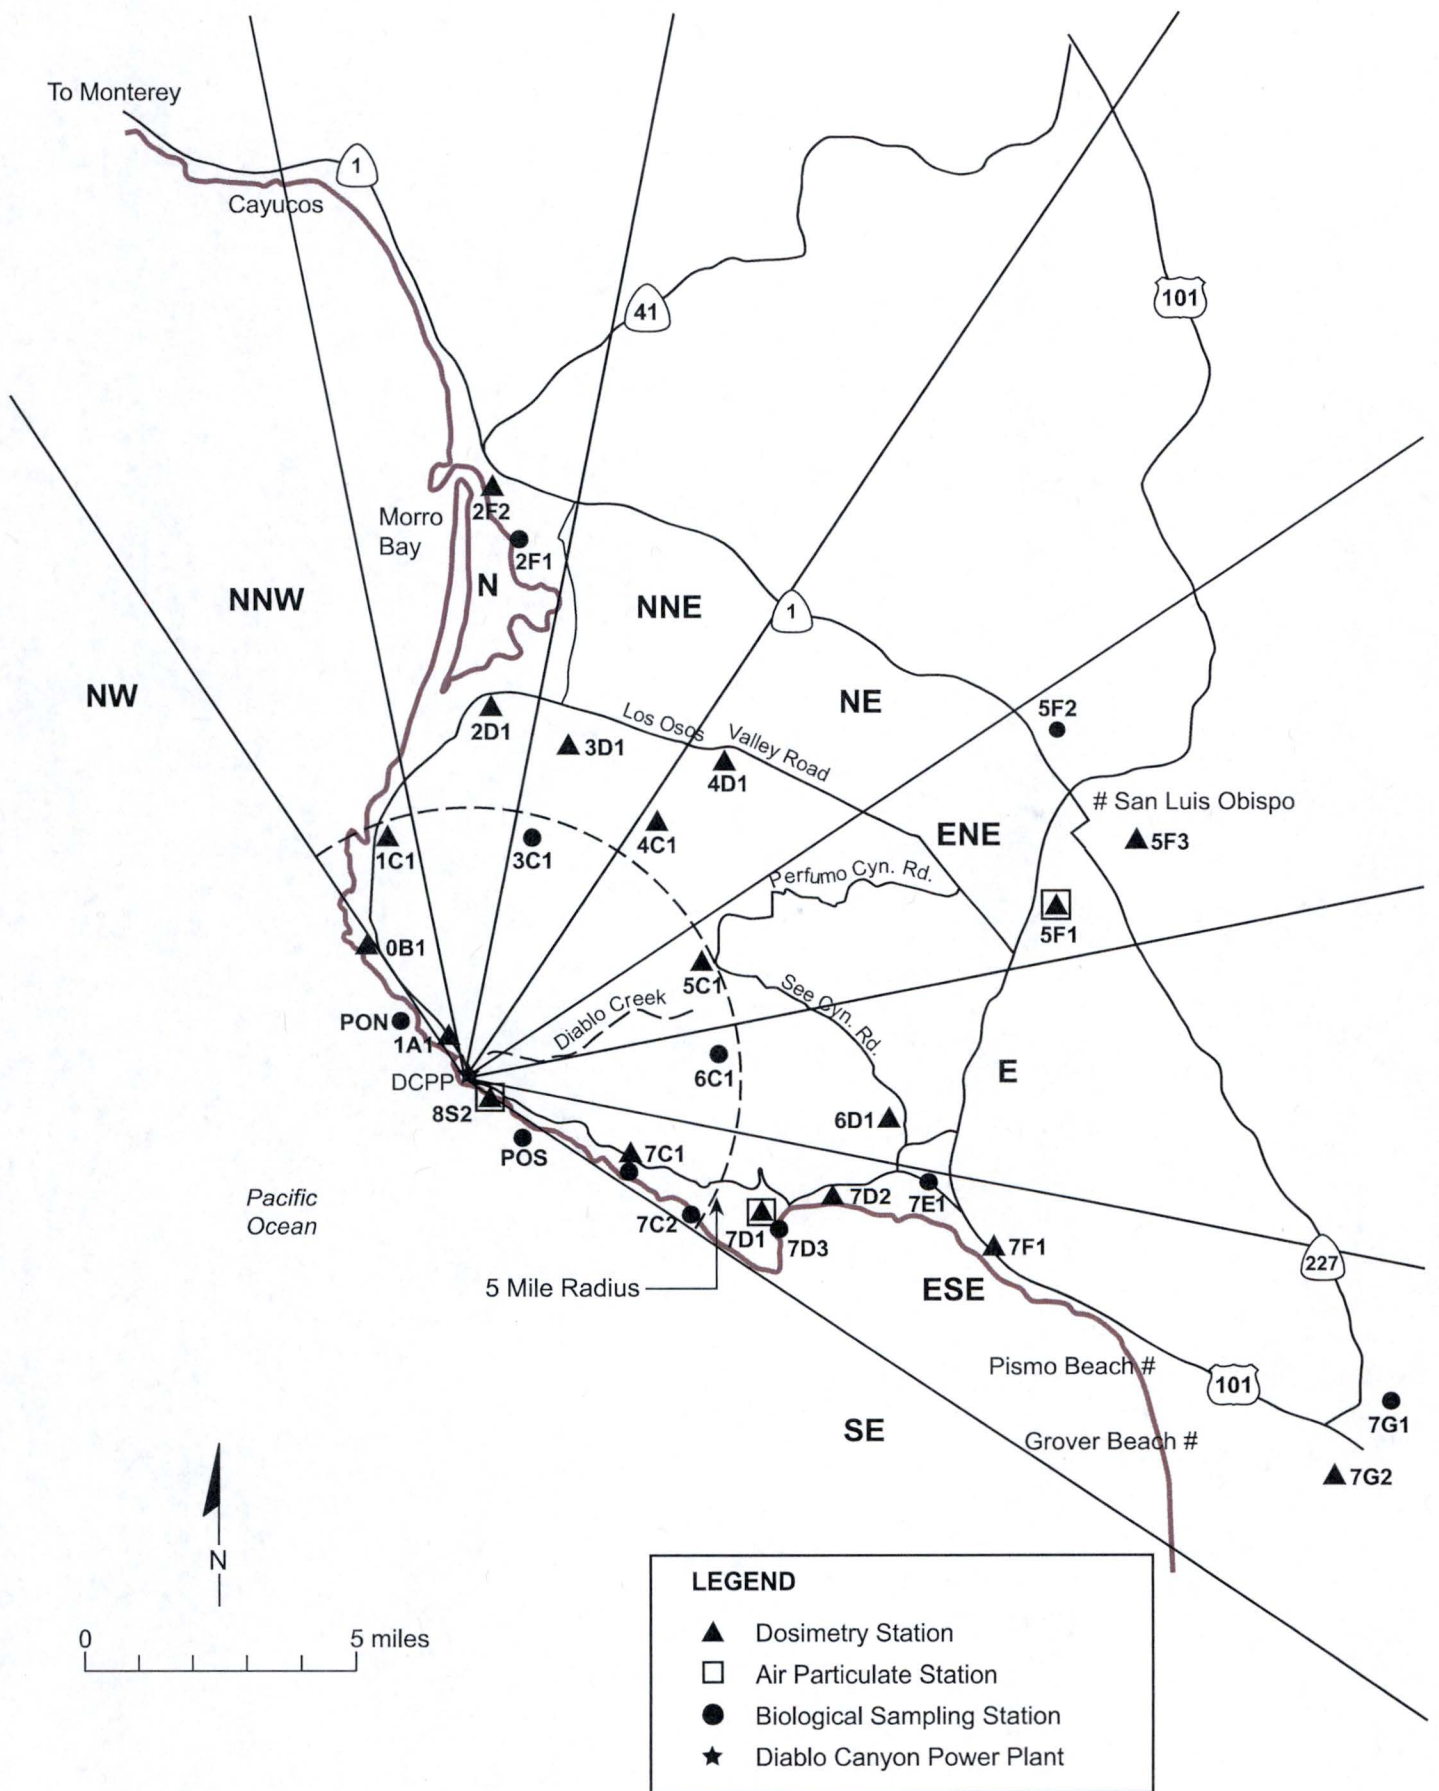 To Monterey
1
Cayucos
41
101
2F2
Morro
Bay
2F1
N
NNW
NNE
1
NW
NE
5F2
Los Osos Valley Road
2D1
3D1
4D1
# San Luis Obispo
ENE
5F3
1C1
3C1
4C1
Perfumo Cyn. Rd.
5F1
0B1
5C1
See Cyn. Rd.
Diablo Creek
PON
1A1
E
DCPP
6C1
8S2
6D1
POS
7C1
Pacific
Ocean
7D2
7E1
7C2
7D1
7D3
7F1
227
5 Mile Radius
ESE
Pismo Beach #
101
7G1
SE
Grover Beach #
7G2
N
0
5 miles
LEGEND
Dosimetry Station
Air Particulate Station
Biological Sampling Station
Diablo Canyon Power Plant